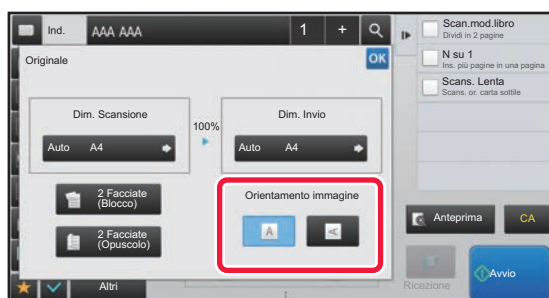 Ind. AAA AAA 1 +
Originale OK
Dim. Scansione
Auto A4
100%
Dim. Invio
Auto A4
2 Facciate
(Blocco)
2 Facciate
(Opuscolo)
Orientamento immagine
A A
Altri
Scan.mod.libro
Dividi in 2 pagine
N su 1
Ins. più pagine in una pagina
Scans. Lenta
Scans. or. carta sottile
Anteprima CA
Ricezione
Avvio